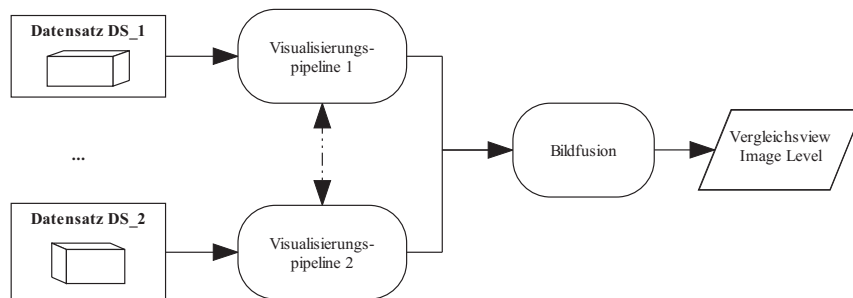 Datensatz DS_1
Visualisierungs-
pipeline 1
...
Bildfusion
Vergleichsview
Image Level
Datensatz DS_2
Visualisierungs-
pipeline 2